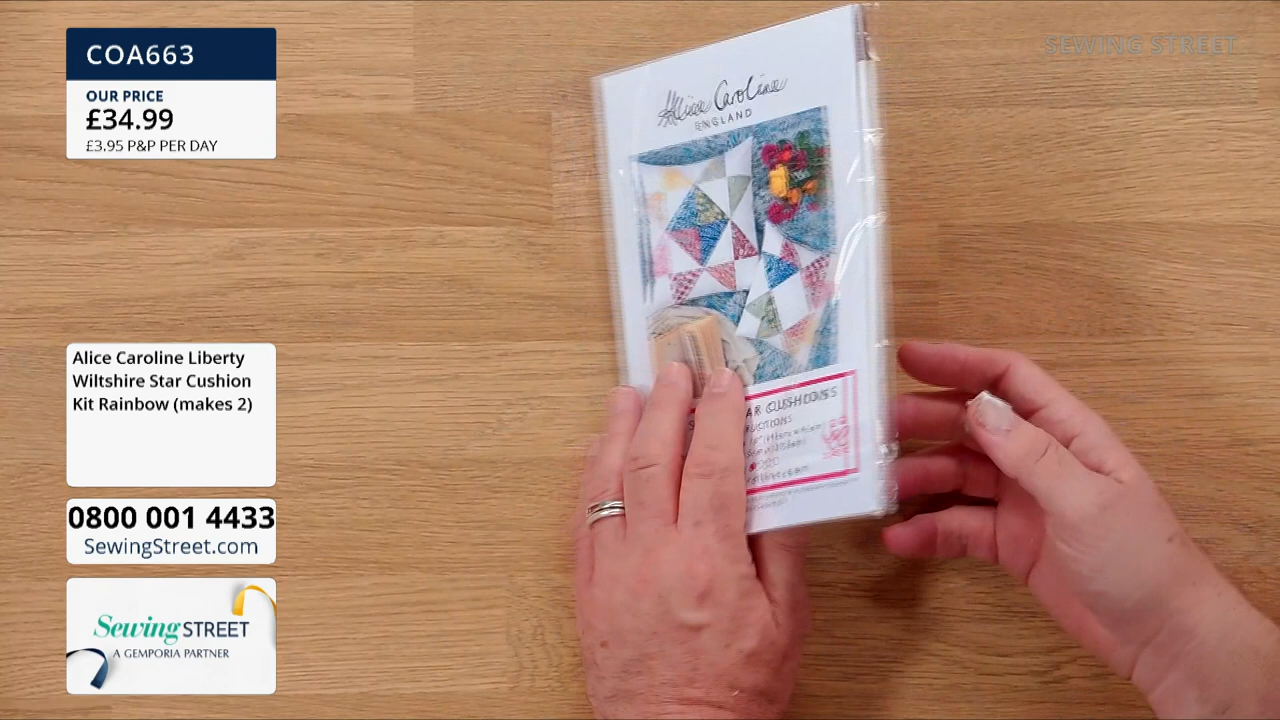 COA663
OUR PRICE
£34.99
£3.95 P&P PER DAY
Alice Caroline Liberty
Wiltshire Star Cushion
Kit Rainbow (makes 2)
0800 001 4433
SewingStreet.com
Sewing STREET
A GEMPORIA PARTNER
SEWING STREET
Alice Caroline
ENGLAND
AR CUSHIONS
RUCTIONS